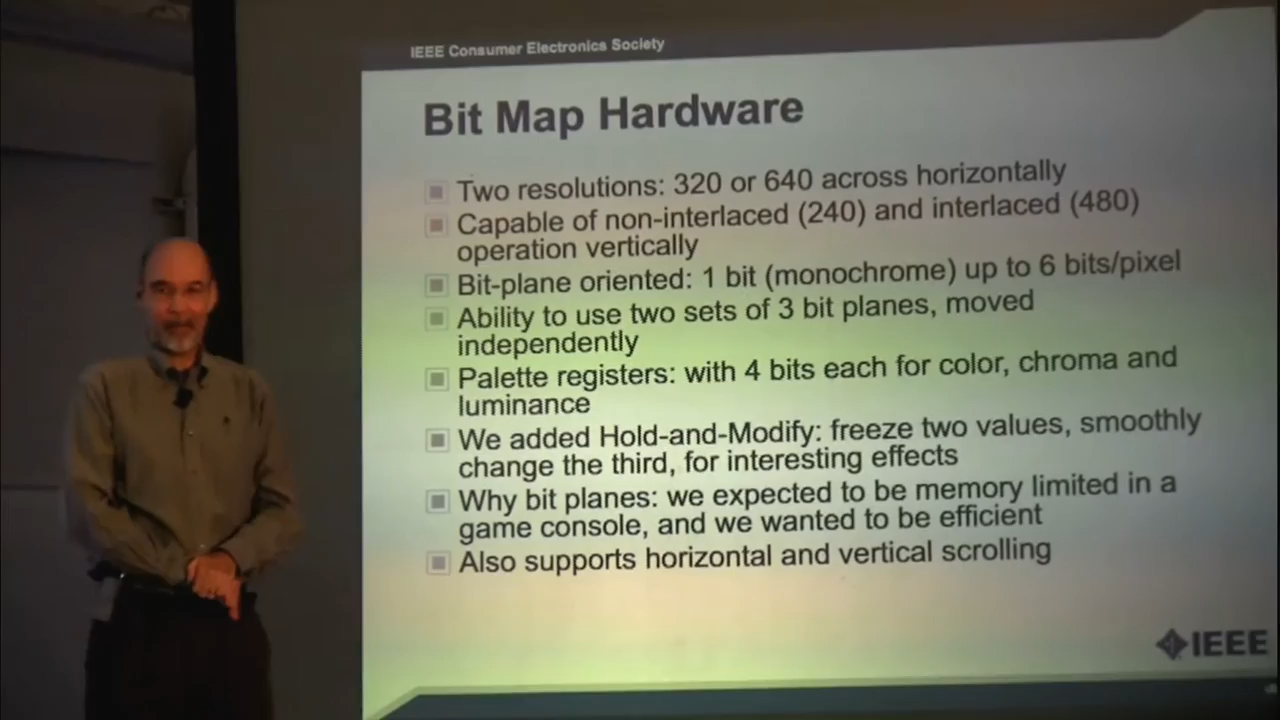 IEEE Consumer Electronics Society
Bit Map Hardware
Two resolutions: 320 or 640 across horizontally
Capable of non-interlaced (240) and interlaced (480)
operation vertically
Bit-plane oriented: 1 bit (monochrome) up to 6 bits/pixel
Ability to use two sets of 3 bit planes, moved
independently
Palette registers: with 4 bits each for color, chroma and
luminance
We added Hold-and-Modify: freeze two values, smoothly
change the third, for interesting effects
Why bit planes: we expected to be memory limited in a
game console, and we wanted to be efficient
Also supports horizontal and vertical scrolling
IEEE